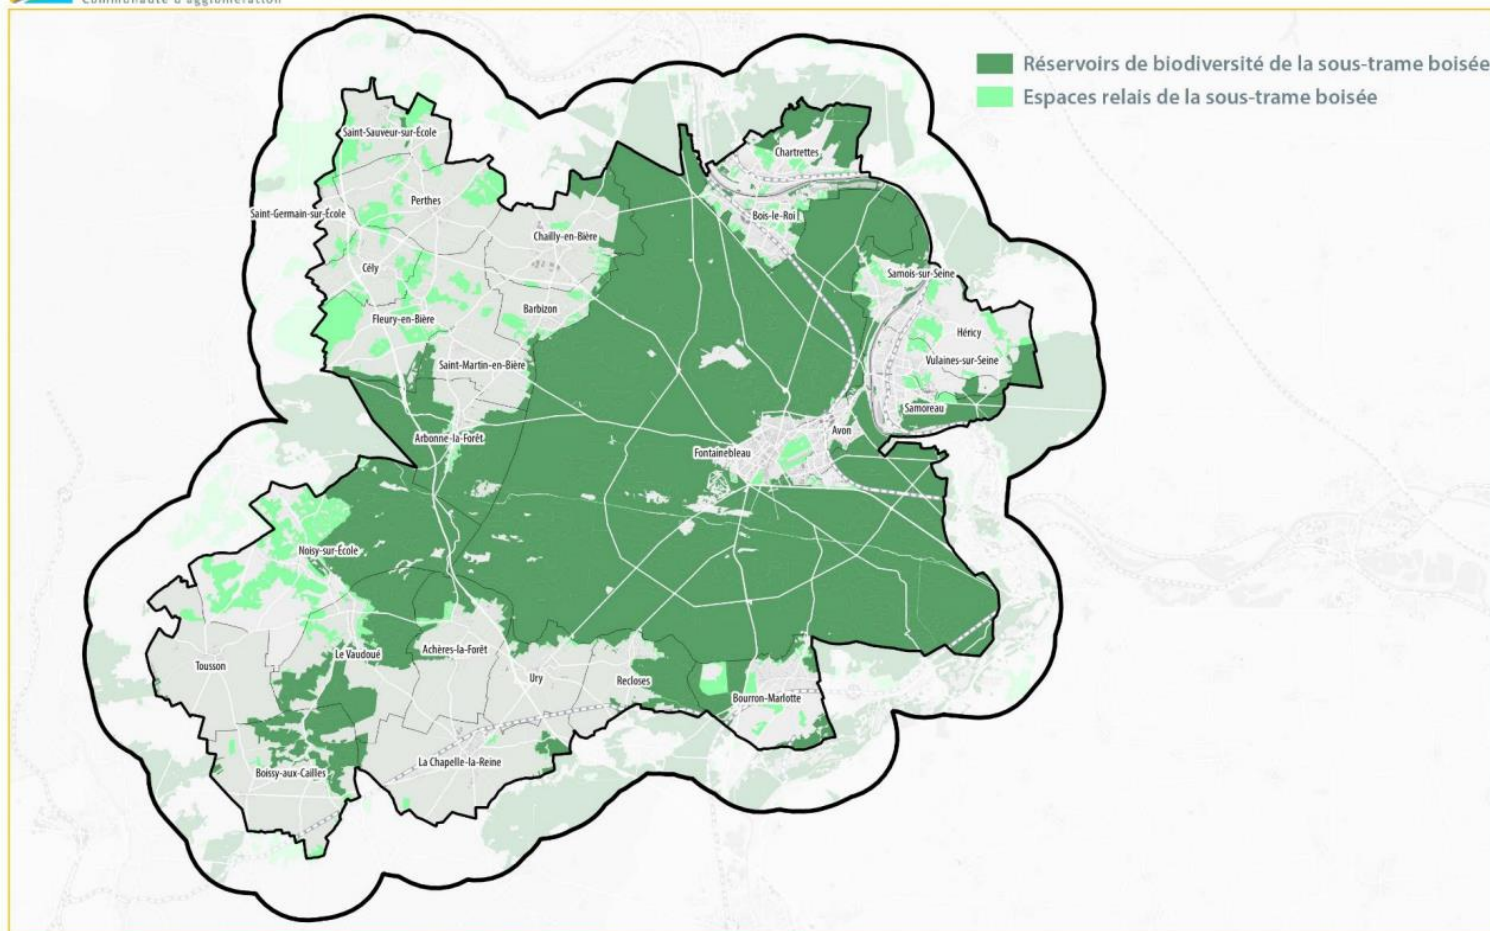 Communauté d'agglomération
Réservoirs de biodiversité de la sous-trame boisée
Espaces relais de la sous-trame boisée
Saint-Sauveur-sur-École
Chartrettes
Perthes
Saint-Germain-sur-École
Bois-le-Roi
Chailly-en-Bière
Cély
Samois-sur-Seine
Barbizon
Fleury-en-Bière
Héricy
Vulaines-sur-Seine
Saint-Martin-en-Bière
Samoreau
Avon
Arbonne-la-Forêt
Fontainebleau
Noisy-sur-École
Achères-la-Forêt
Le Vaudoué
Tousson
Ury
Recloses
Bourron-Marlotte
La Chapelle-la-Reine
Boissy-aux-Cailles